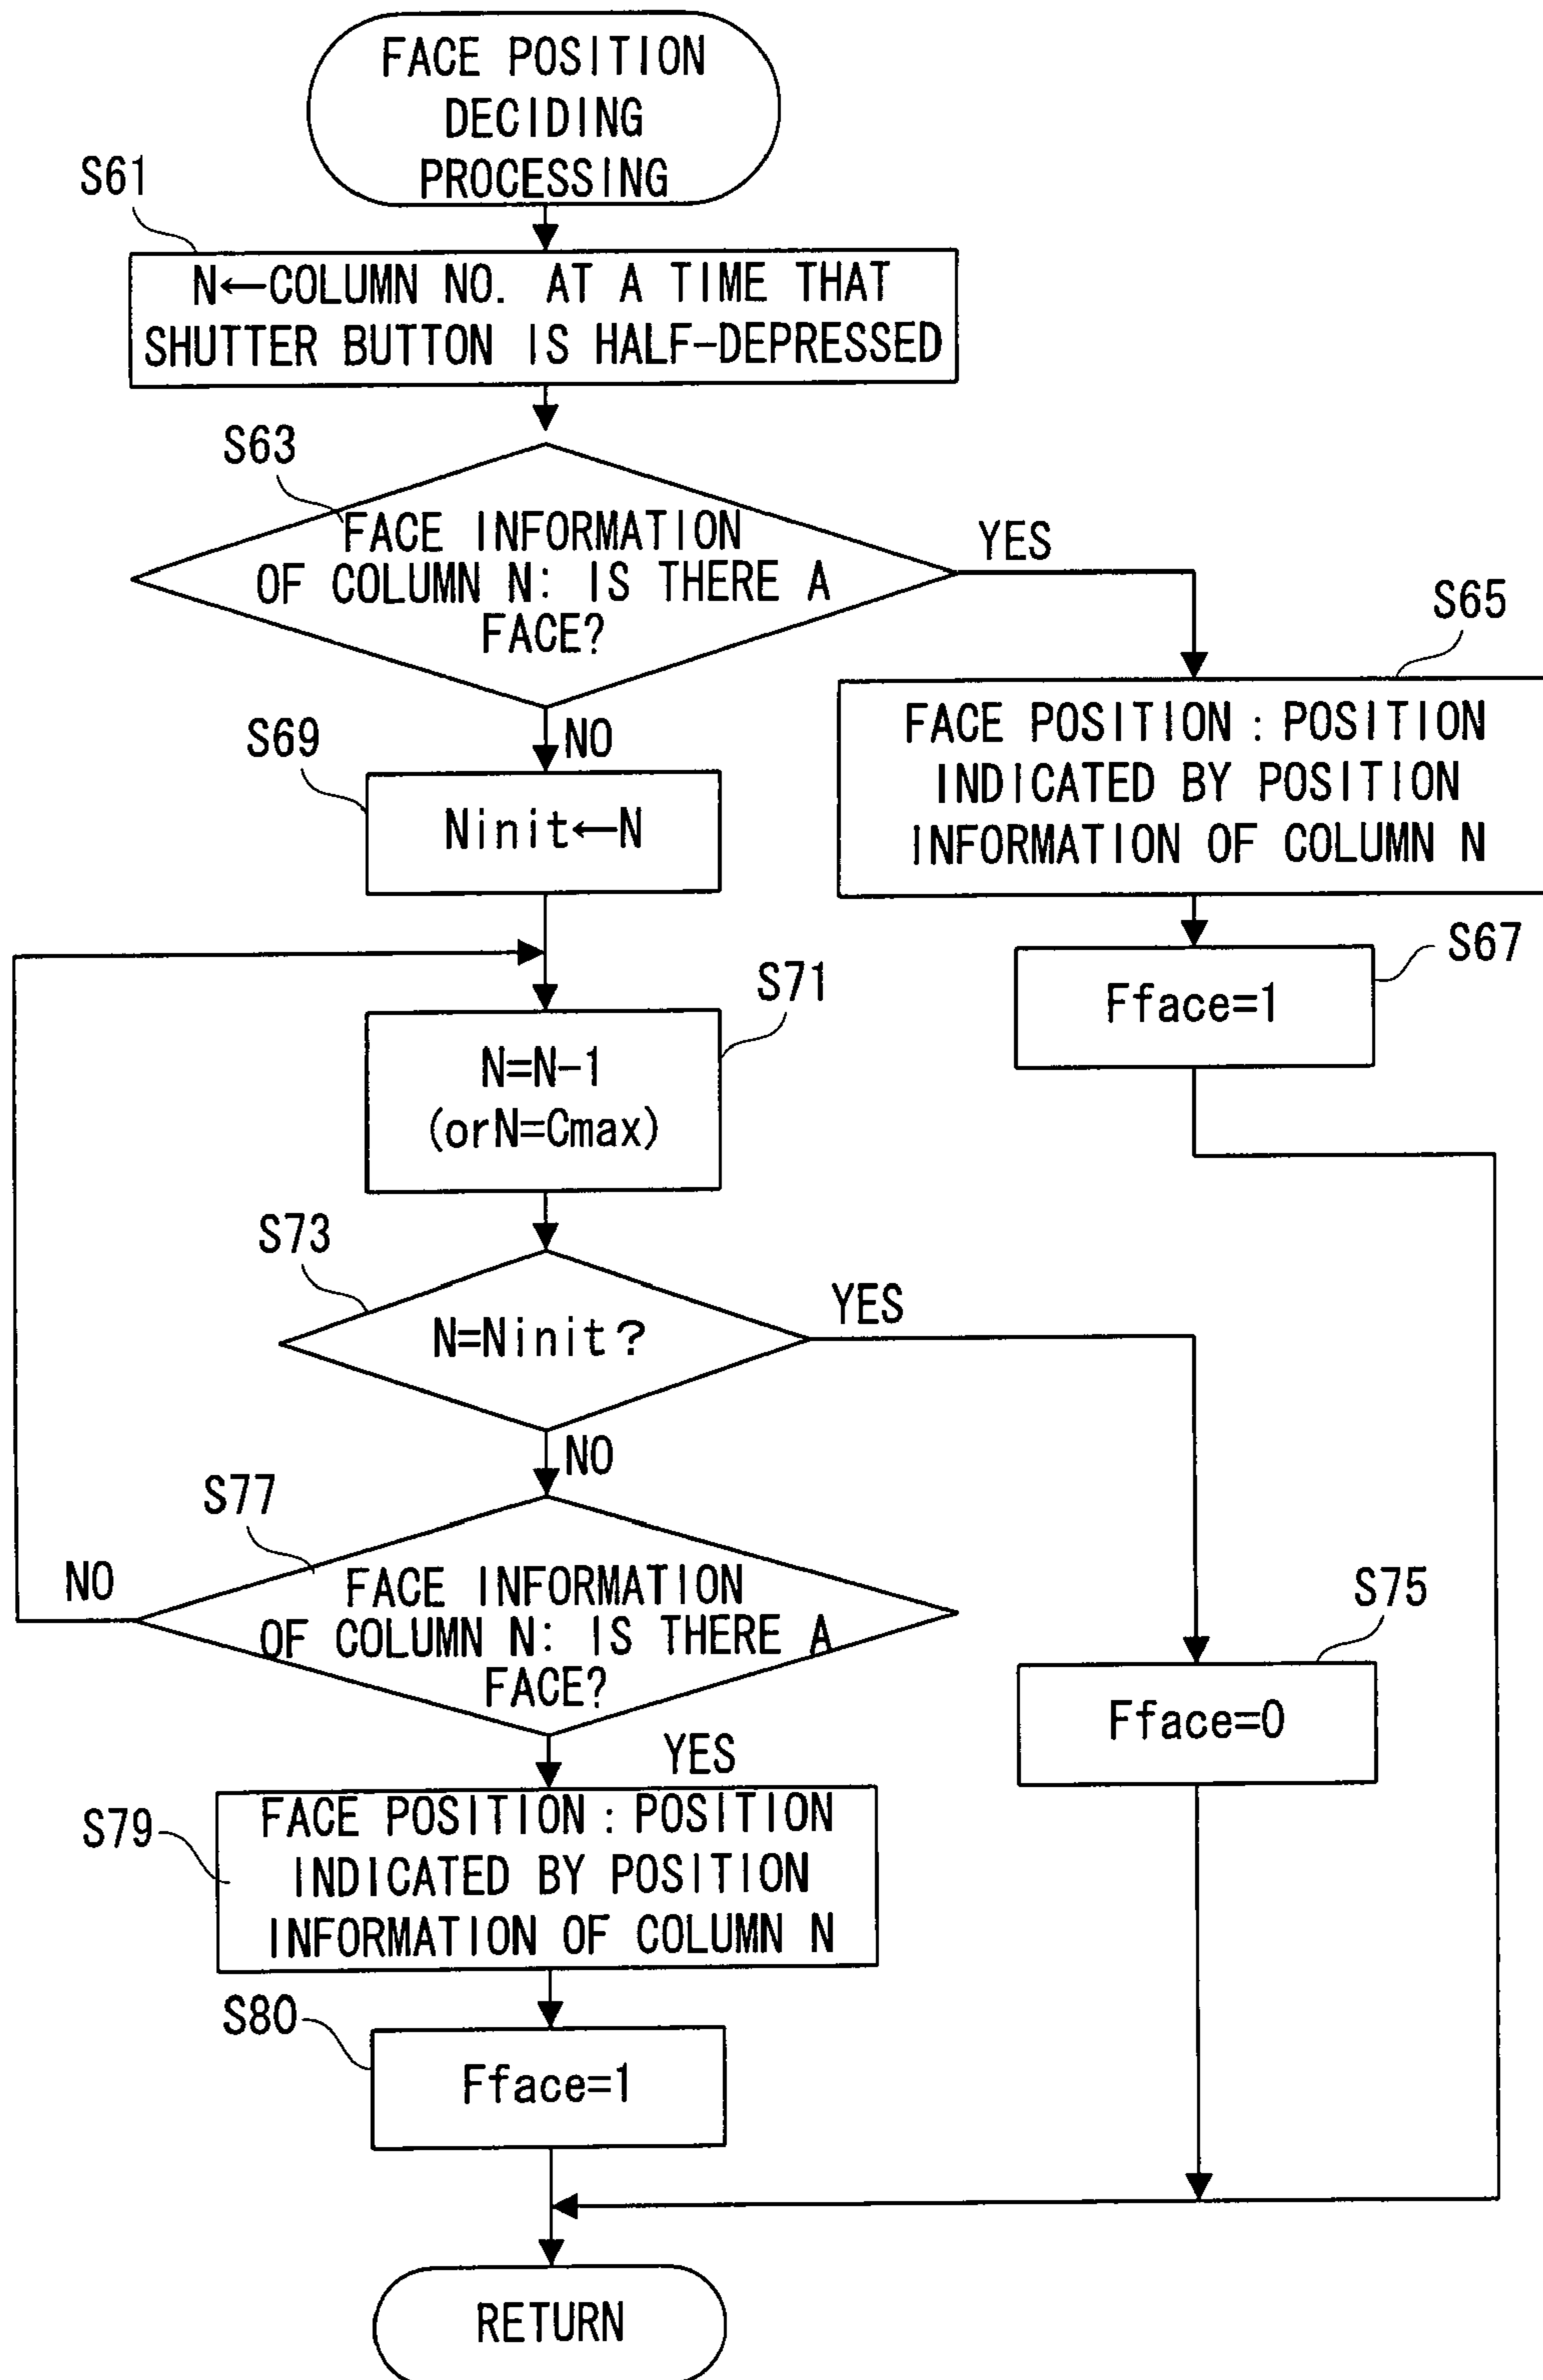 FACE POSITION
DECIDING
PROCESSING
S61
N←COLUMN NO. AT A TIME THAT
SHUTTER BUTTON IS HALF-DEPRESSED
S63
FACE INFORMATION
OF COLUMN N: IS THERE A
FACE?
YES
S65
FACE POSITION : POSITION
INDICATED BY POSITION
INFORMATION OF COLUMN N
NO
S69
Ninit←N
S67
Fface=1
S71
N=N-1
(orN=Cmax)
S73
N=Ninit?
YES
NO
S77
FACE INFORMATION
OF COLUMN N: IS THERE A
FACE?
NO
S75
Fface=0
YES
S79
FACE POSITION : POSITION
INDICATED BY POSITION
INFORMATION OF COLUMN N
S80
Fface=1
RETURN